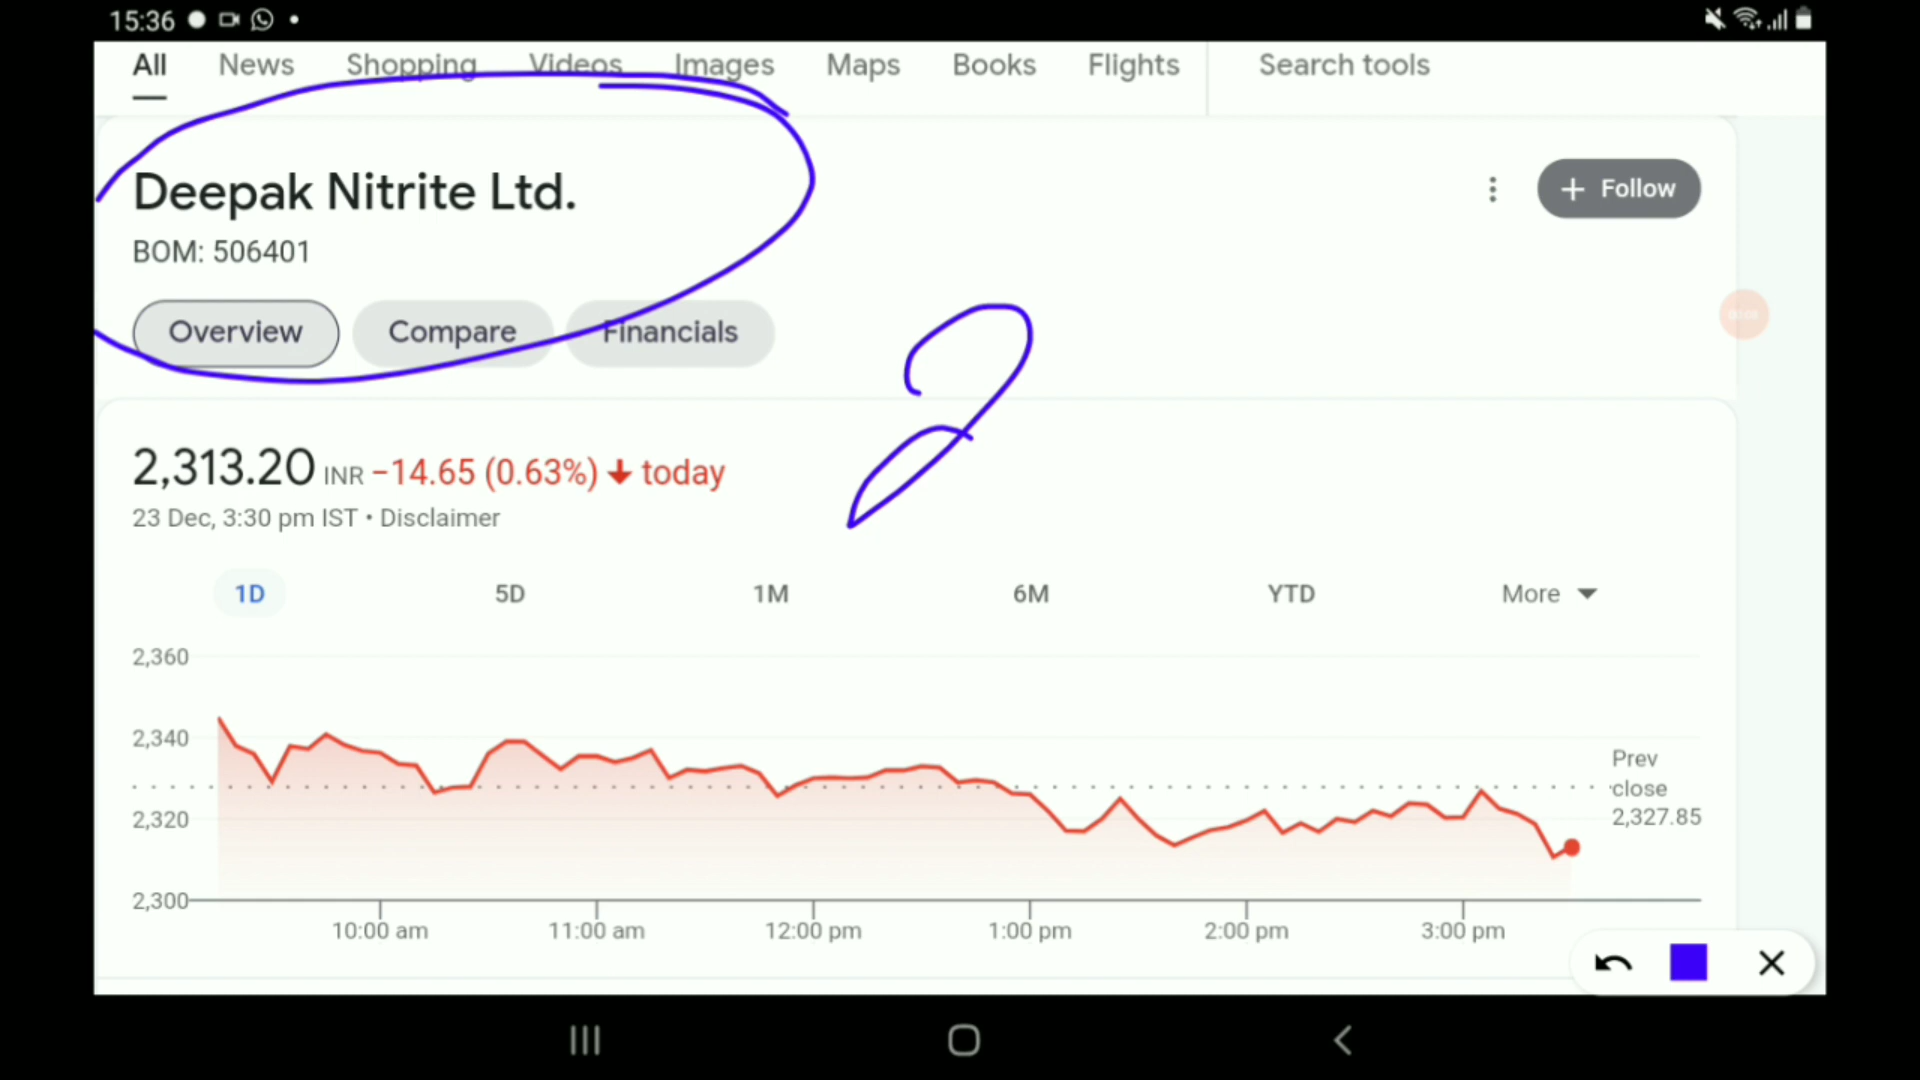 15:36
All News Shopping Videos Images Maps Books Flights Search tools
Deepak Nitrite Ltd.
+ Follow
BOM: 506401
Overview Compare Financials
2,313.20 INR −14.65 (0.63%) ↓ today
23 Dec, 3:30 pm IST • Disclaimer
1D 5D 1M 6M YTD More
2,360
2,340
2,320
2,300
Prev
close
2,327.85
10:00 am 11:00 am 12:00 pm 1:00 pm 2:00 pm 3:00 pm